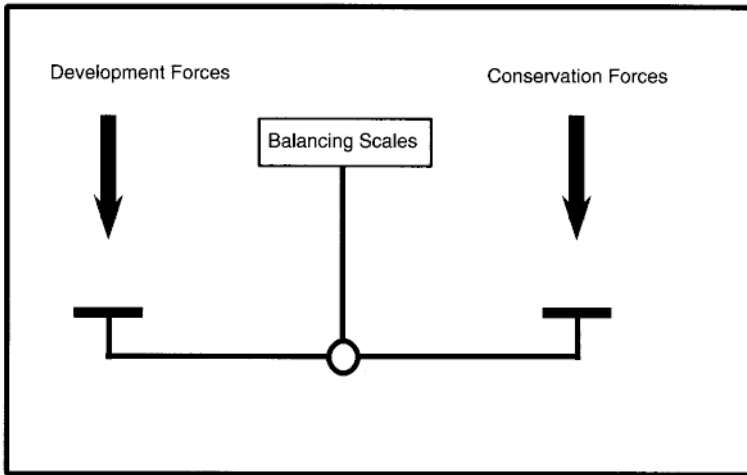 Development Forces
Conservation Forces
Balancing Scales